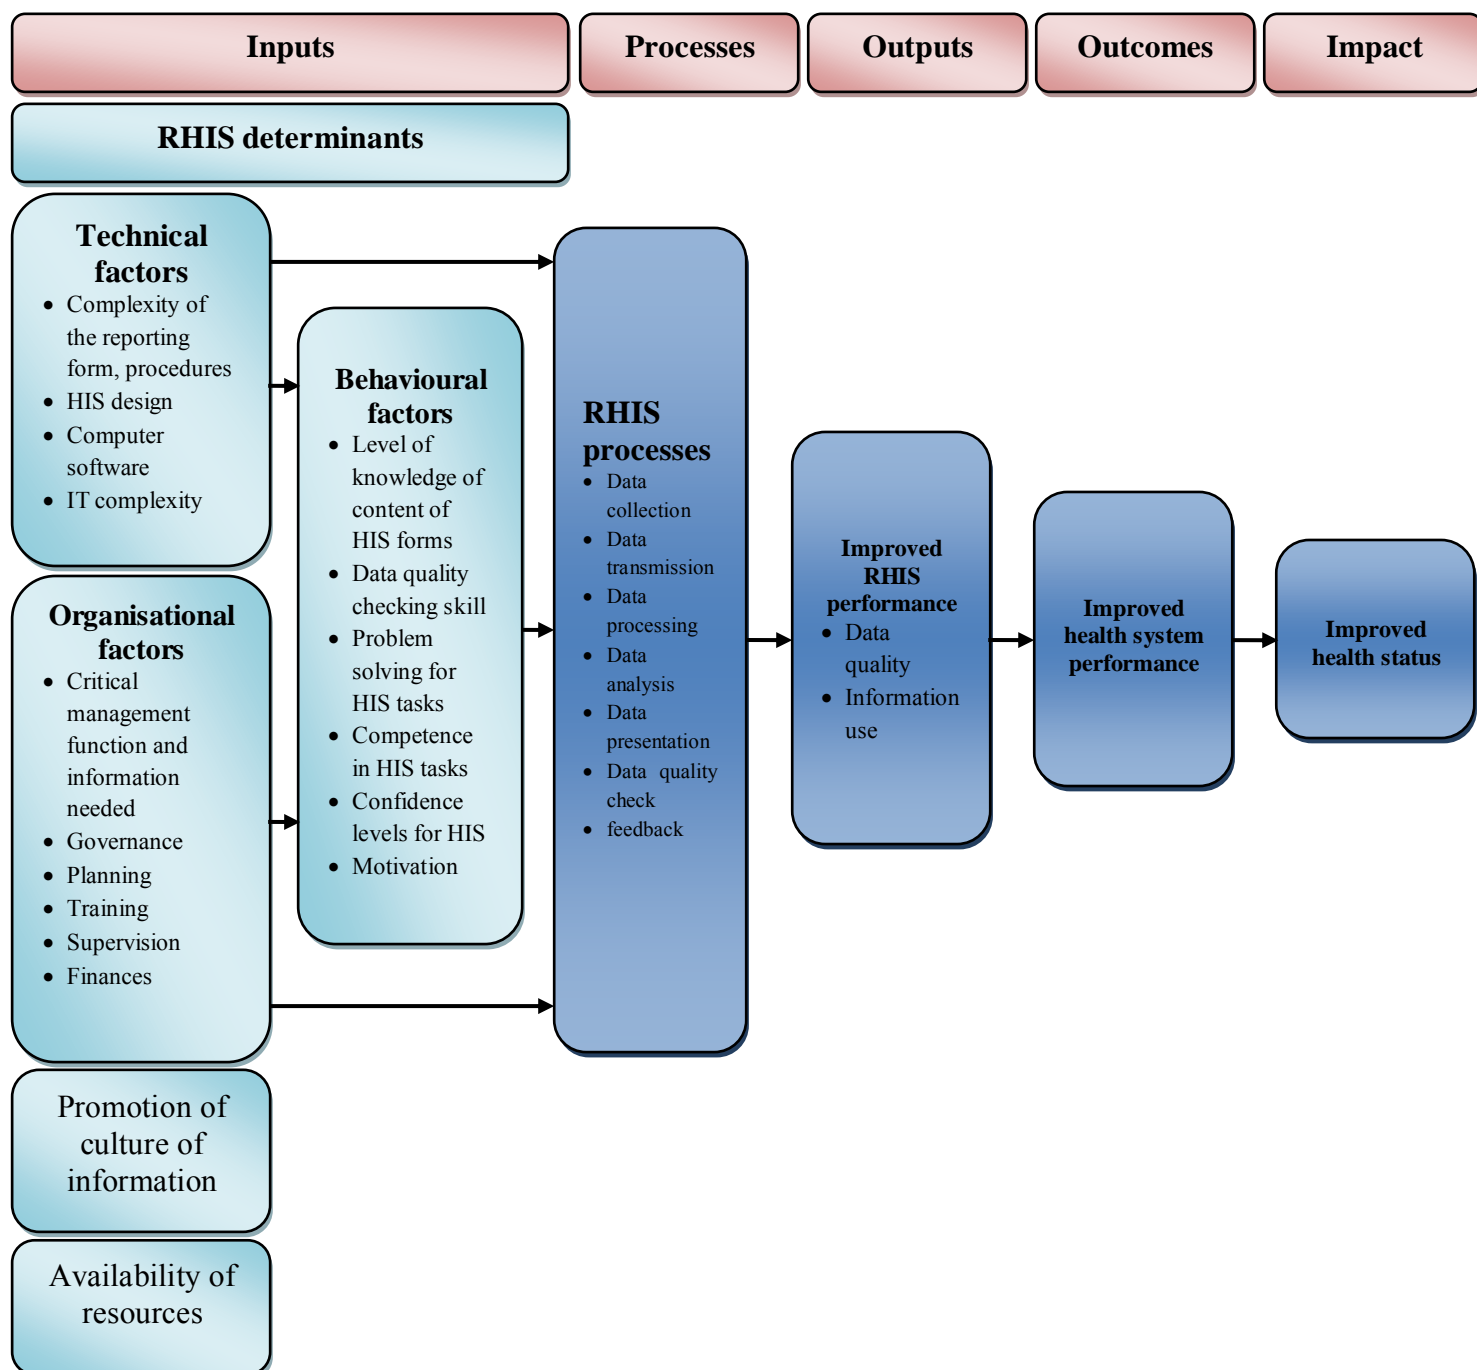 Inputs
Processes
Outputs
Outcomes
Impact
RHIS determinants
Technical
factors
• Complexity of
the reporting
form, procedures
• HIS design
• Computer
software
• IT complexity
Organisational
factors
• Critical
management
function and
information
needed
• Governance
• Planning
• Training
• Supervision
• Finances
Promotion of
culture of
information
Availability of
resources
Behavioural
factors
• Level of
knowledge of
content of
HIS forms
• Data quality
checking skill
• Problem
solving for
HIS tasks
• Competence
in HIS tasks
• Confidence
levels for HIS
• Motivation
RHIS
processes
• Data
collection
• Data
transmission
• Data
processing
• Data
analysis
• Data
presentation
• Data quality
check
• feedback
Improved
RHIS
performance
• Data
quality
• Information
use
Improved
health system
performance
Improved
health status